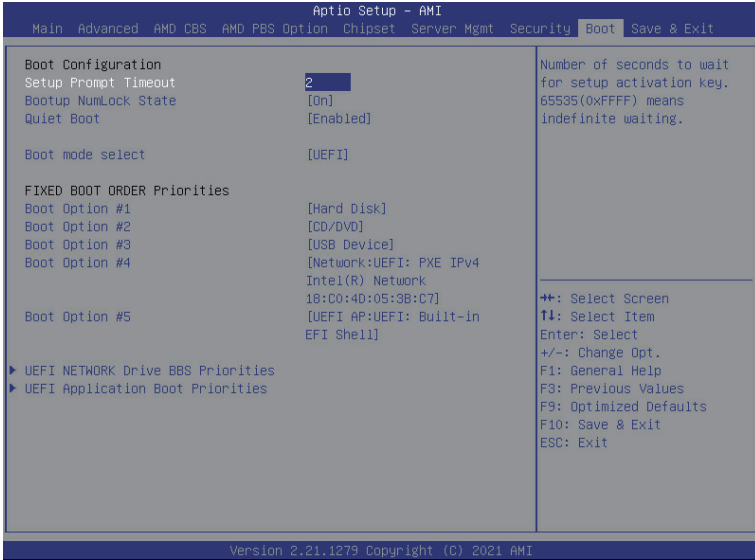 Aptio Setup – AMI
Main Advanced AMD CBS AMD PBS Option Chipset Server Mgmt Security Boot Save & Exit
Boot Configuration
Setup Prompt Timeout 2
Bootup NumLock State [On]
Quiet Boot [Enabled]
Boot mode select [UEFI]
FIXED BOOT ORDER Priorities
Boot Option #1 [Hard Disk]
Boot Option #2 [CD/DVD]
Boot Option #3 [USB Device]
Boot Option #4 [Network:UEFI: PXE IPv4
Intel(R) Network
18:C0:4D:05:3B:C7]
Boot Option #5 [UEFI AP:UEFI: Built-in
EFI Shell]
▶ UEFI NETWORK Drive BBS Priorities
▶ UEFI Application Boot Priorities
Number of seconds to wait
for setup activation key.
65535(0xFFFF) means
indefinite waiting.
→←: Select Screen
↑↓: Select Item
Enter: Select
+/-: Change Opt.
F1: General Help
F3: Previous Values
F9: Optimized Defaults
F10: Save & Exit
ESC: Exit
Version 2.21.1279 Copyright (C) 2021 AMI